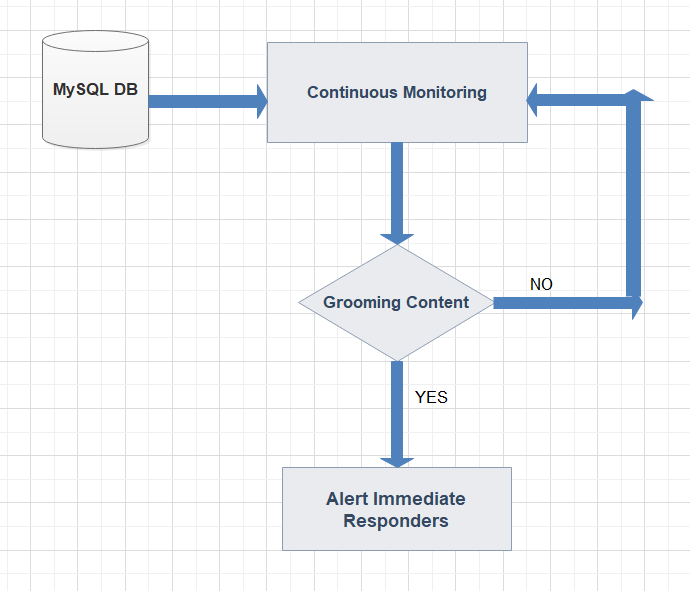 MySQL DB
Continuous Monitoring
Grooming Content
NO
YES
Alert Immediate
Responders